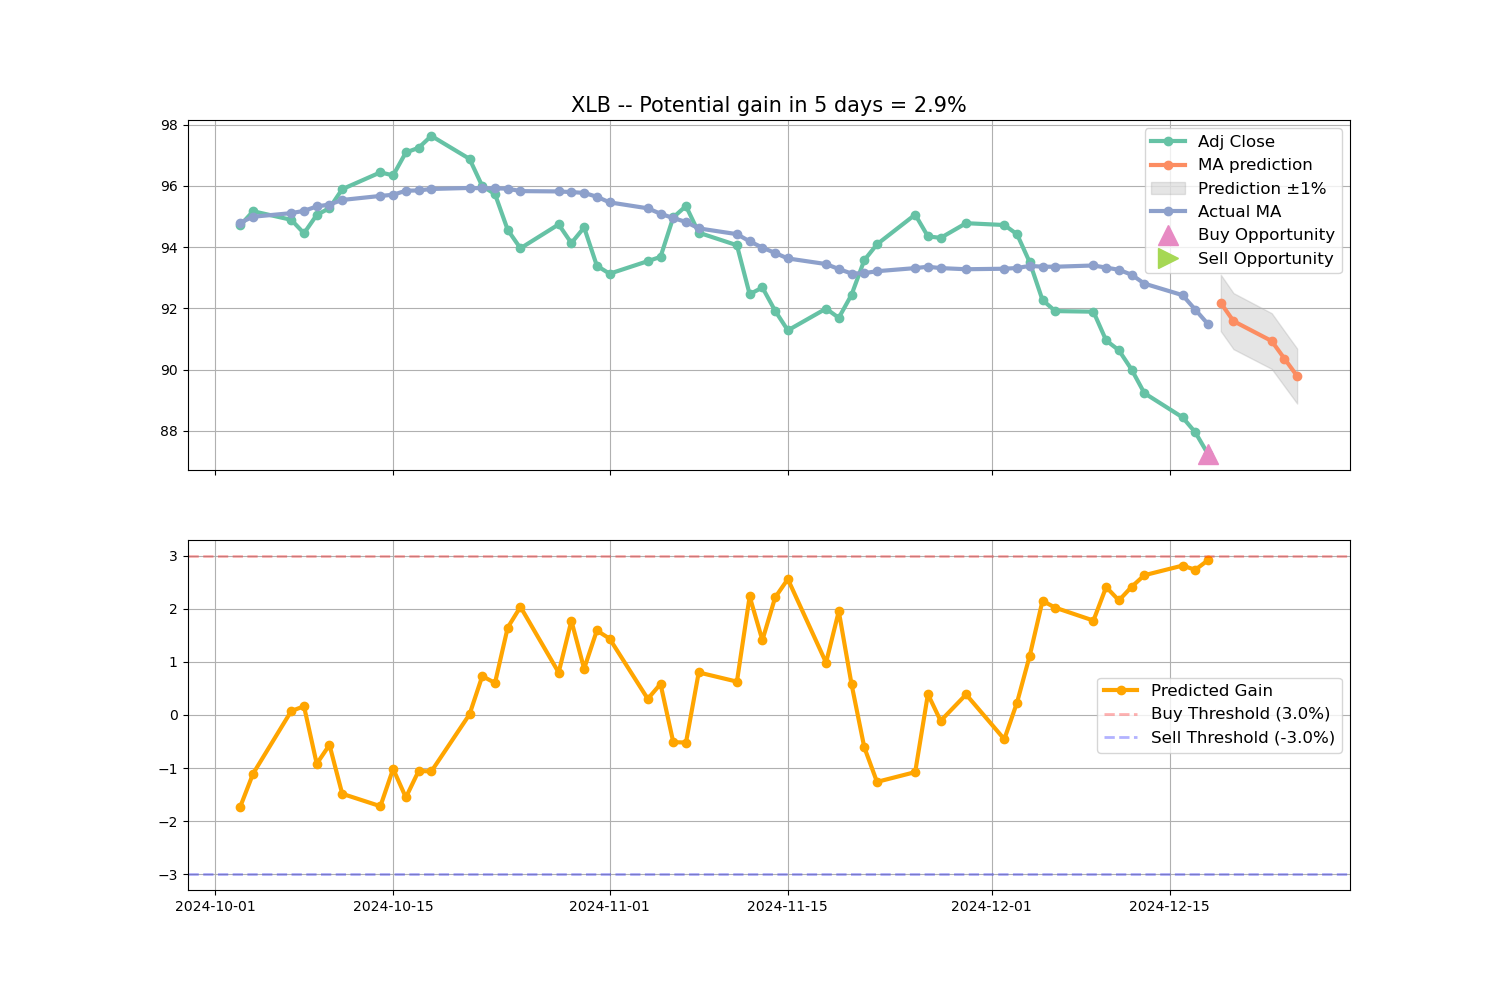 XLB -- Potential gain in 5 days = 2.9%
98
96
94
92
90
88
Adj Close
MA prediction
Prediction ±1%
Actual MA
Buy Opportunity
Sell Opportunity
3
2
1
0
−1
−2
−3
Predicted Gain
Buy Threshold (3.0%)
Sell Threshold (-3.0%)
2024-10-01
2024-10-15
2024-11-01
2024-11-15
2024-12-01
2024-12-15